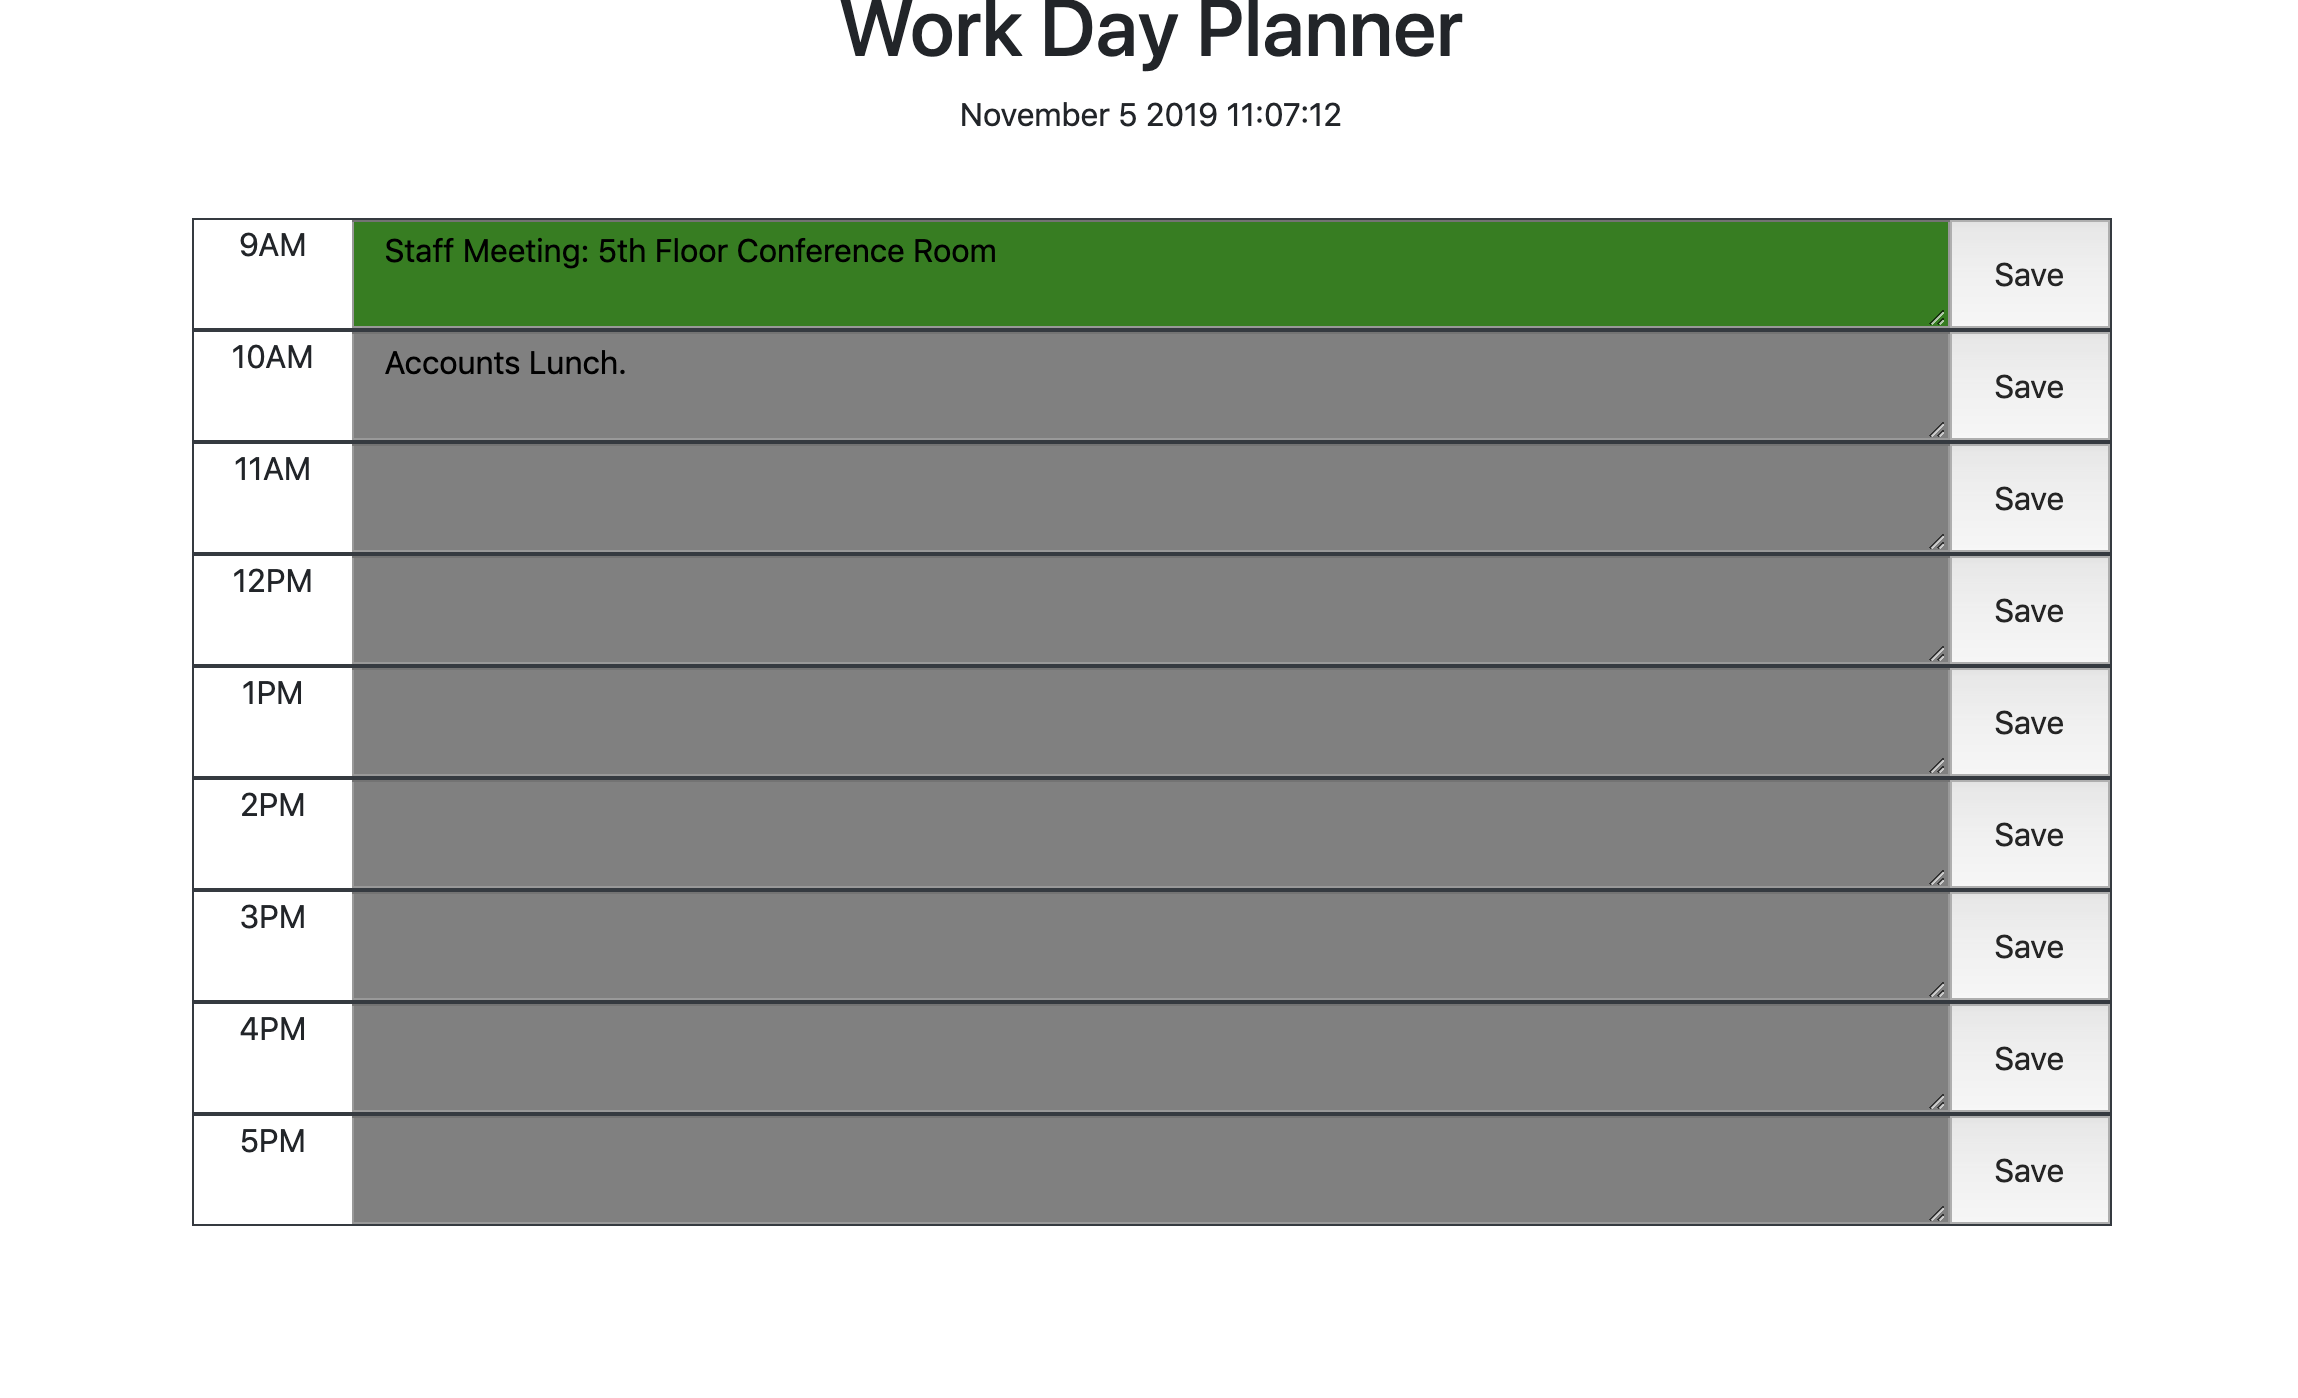 Work Day Planner
November 5 2019 11:07:12
9AM Staff Meeting: 5th Floor Conference Room Save
10AM Accounts Lunch. Save
11AM Save
12PM Save
1PM Save
2PM Save
3PM Save
4PM Save
5PM Save